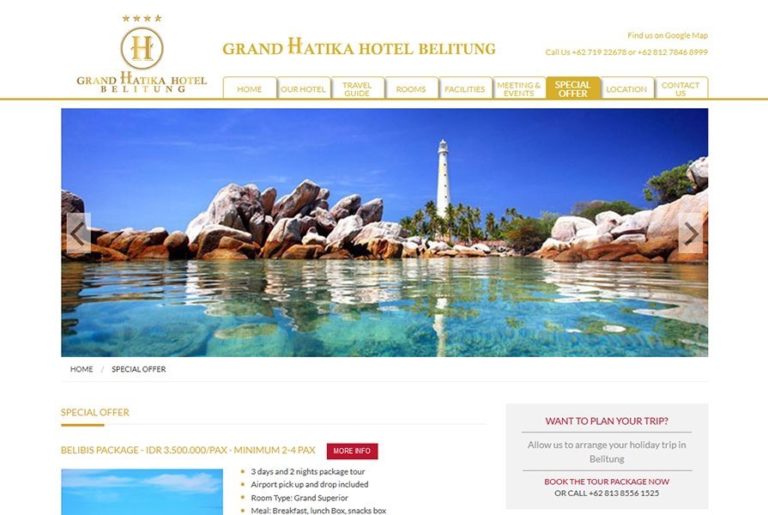 H
GRAND HATIKA HOTEL
BELITUNG
GRAND HATIKA HOTEL BELITUNG
Find us on Google Map
Call Us +62 719 22678 or +62 812 7846 8999
HOME
OUR HOTEL
TRAVEL
GUIDE
ROOMS
FACILITIES
MEETING &
EVENTS
SPECIAL
OFFER
LOCATION
CONTACT
US
HOME / SPECIAL OFFER
SPECIAL OFFER
BELIBIS PACKAGE - IDR 3.500.000/PAX - MINIMUM 2-4 PAX
MORE INFO
3 days and 2 nights package tour
Airport pick up and drop included
Room Type: Grand Superior
Meal: Breakfast, lunch Box, snacks box
WANT TO PLAN YOUR TRIP?
Allow us to arrange your holiday trip in
Belitung
BOOK THE TOUR PACKAGE NOW
OR CALL +62 813 8556 1525